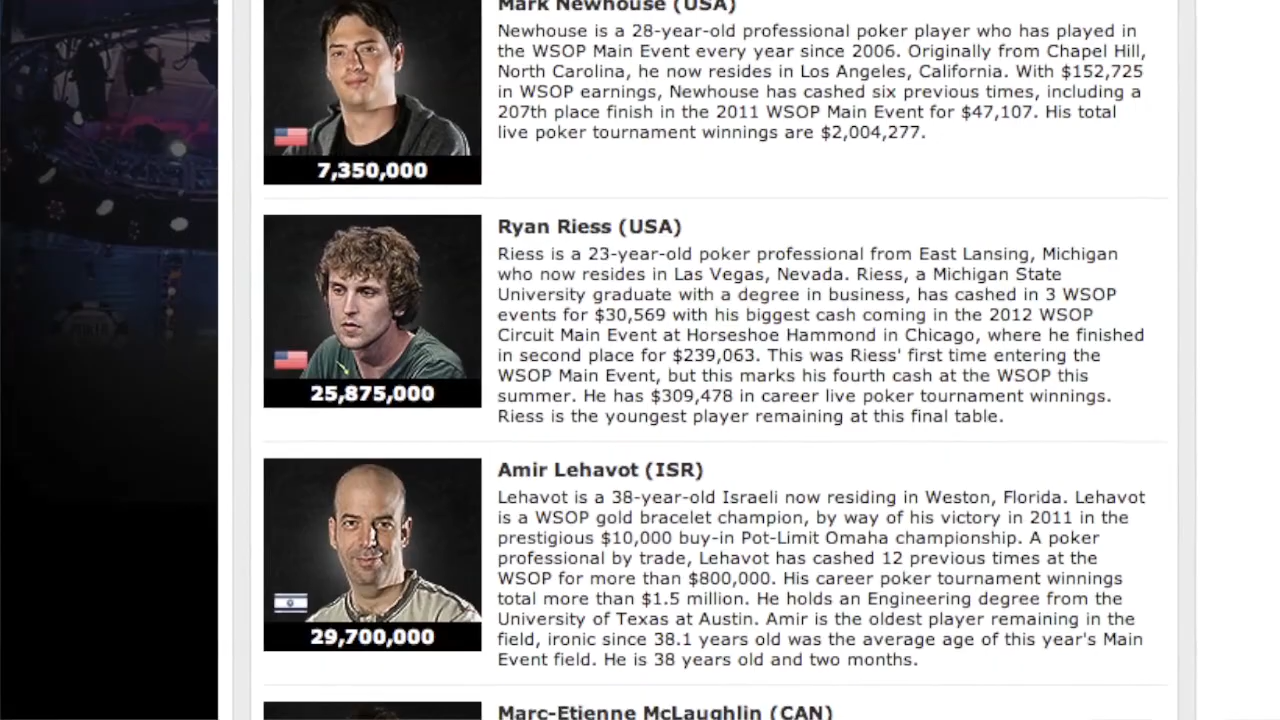 Mark Newhouse (USA)
Newhouse is a 28-year-old professional poker player who has played in
the WSOP Main Event every year since 2006. Originally from Chapel Hill,
North Carolina, he now resides in Los Angeles, California. With $152,725
in WSOP earnings, Newhouse has cashed six previous times, including a
207th place finish in the 2011 WSOP Main Event for $47,107. His total
live poker tournament winnings are $2,004,277.
7,350,000
Ryan Riess (USA)
Riess is a 23-year-old poker professional from East Lansing, Michigan
who now resides in Las Vegas, Nevada. Riess, a Michigan State
University graduate with a degree in business, has cashed in 3 WSOP
events for $30,569 with his biggest cash coming in the 2012 WSOP
Circuit Main Event at Horseshoe Hammond in Chicago, where he finished
in second place for $239,063. This was Riess' first time entering the
WSOP Main Event, but this marks his fourth cash at the WSOP this
summer. He has $309,478 in career live poker tournament winnings.
Riess is the youngest player remaining at this final table.
25,875,000
Amir Lehavot (ISR)
Lehavot is a 38-year-old Israeli now residing in Weston, Florida. Lehavot
is a WSOP gold bracelet champion, by way of his victory in 2011 in the
prestigious $10,000 buy-in Pot-Limit Omaha championship. A poker
professional by trade, Lehavot has cashed 12 previous times at the
WSOP for more than $800,000. His career poker tournament winnings
total more than $1.5 million. He holds an Engineering degree from the
University of Texas at Austin. Amir is the oldest player remaining in the
field, ironic since 38.1 years old was the average age of this year's Main
Event field. He is 38 years old and two months.
29,700,000
Marc-Etienne McLaughlin (CAN)